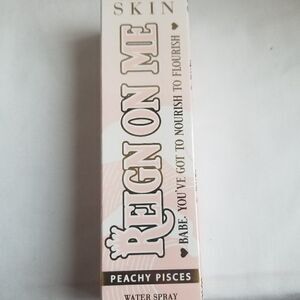 SKIN
REIGN ON ME
♥ BABE, YOU'VE GOT TO NOURISH TO FLOURISH ♥
PEACHY PISCES
WATER SPRAY